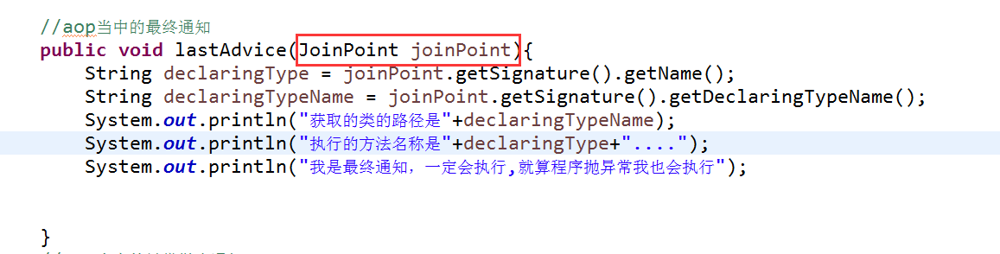 //aop当中的最终通知
public void lastAdvice(JoinPoint joinPoint){
String declaringType = joinPoint.getSignature().getName();
String declaringTypeName = joinPoint.getSignature().getDeclaringTypeName();
System.out.println("获取的类的路径是"+declaringTypeName);
System.out.println("执行的方法名称是"+declaringType+"....");
System.out.println("我是最终通知，一定会执行,就算程序抛异常我也会执行");
}